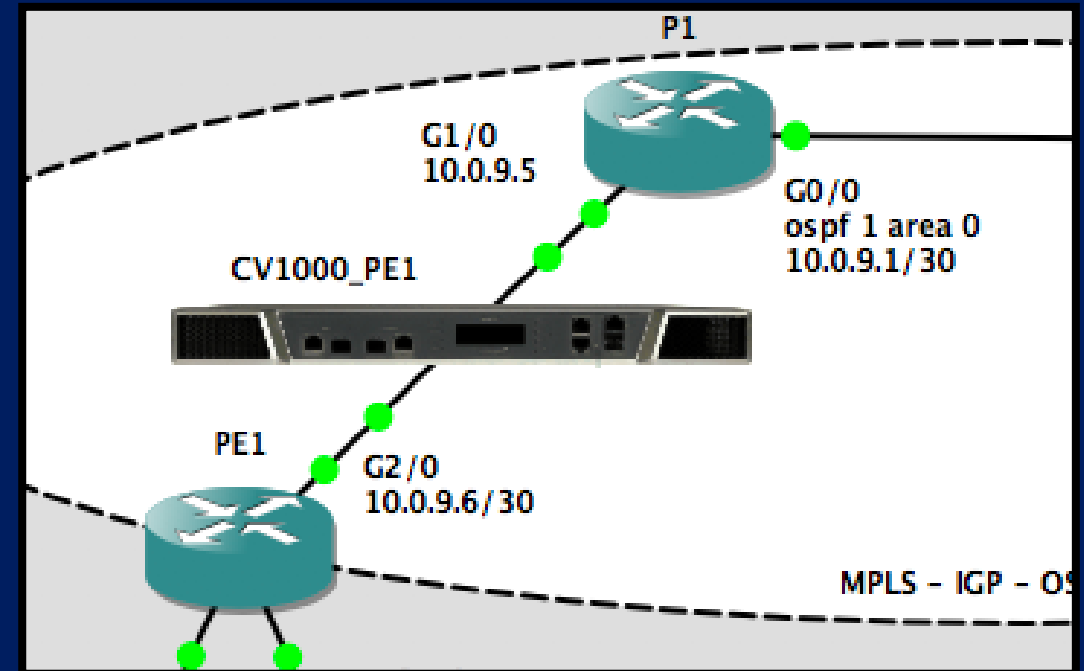 P1
G1/0
10.0.9.5
G0/0
ospf 1 area 0
10.0.9.1/30
CV1000_PE1
PE1
G2/0
10.0.9.6/30
MPLS - IGP - OS